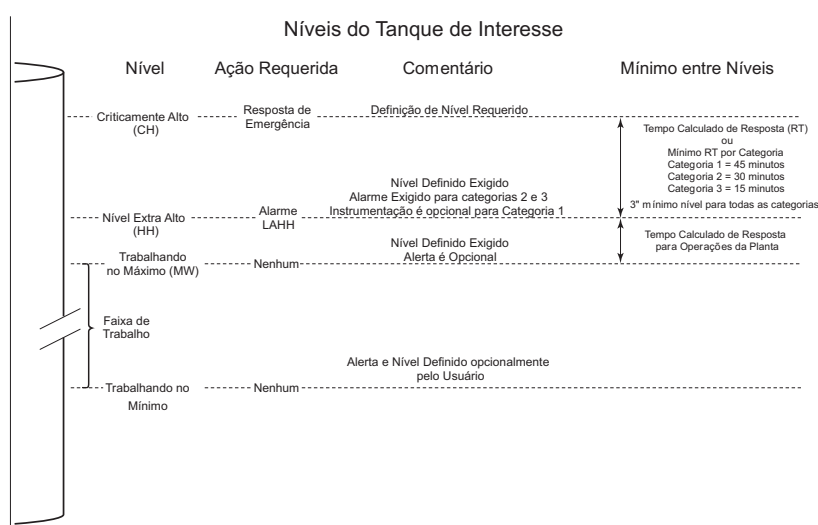 Níveis do Tanque de Interesse
Nível
Ação Requerida
Comentário
Mínimo entre Níveis
Criticamente Alto
(CH)
Resposta de
Emergência
Definição de Nível Requerido
Tempo Calculado de Resposta (RT)
ou
Mínimo RT por Categoria
Categoria 1 = 45 minutos
Categoria 2 = 30 minutos
Categoria 3 = 15 minutos
3" mínimo nível para todas as categorias
Nível Extra Alto
(HH)
Alarme
LAHH
Nível Definido Exigido
Alarme Exigido para categorias 2 e 3
Instrumentação é opcional para Categoria 1
Tempo Calculado de Resposta
para Operações da Planta
Trabalhando
no Máximo (MW)
Nenhum
Nível Definido Exigido
Alerta é Opcional
Faixa de
Trabalho
Trabalhando no
Mínimo
Nenhum
Alerta e Nível Definido opcionalmente
pelo Usuário